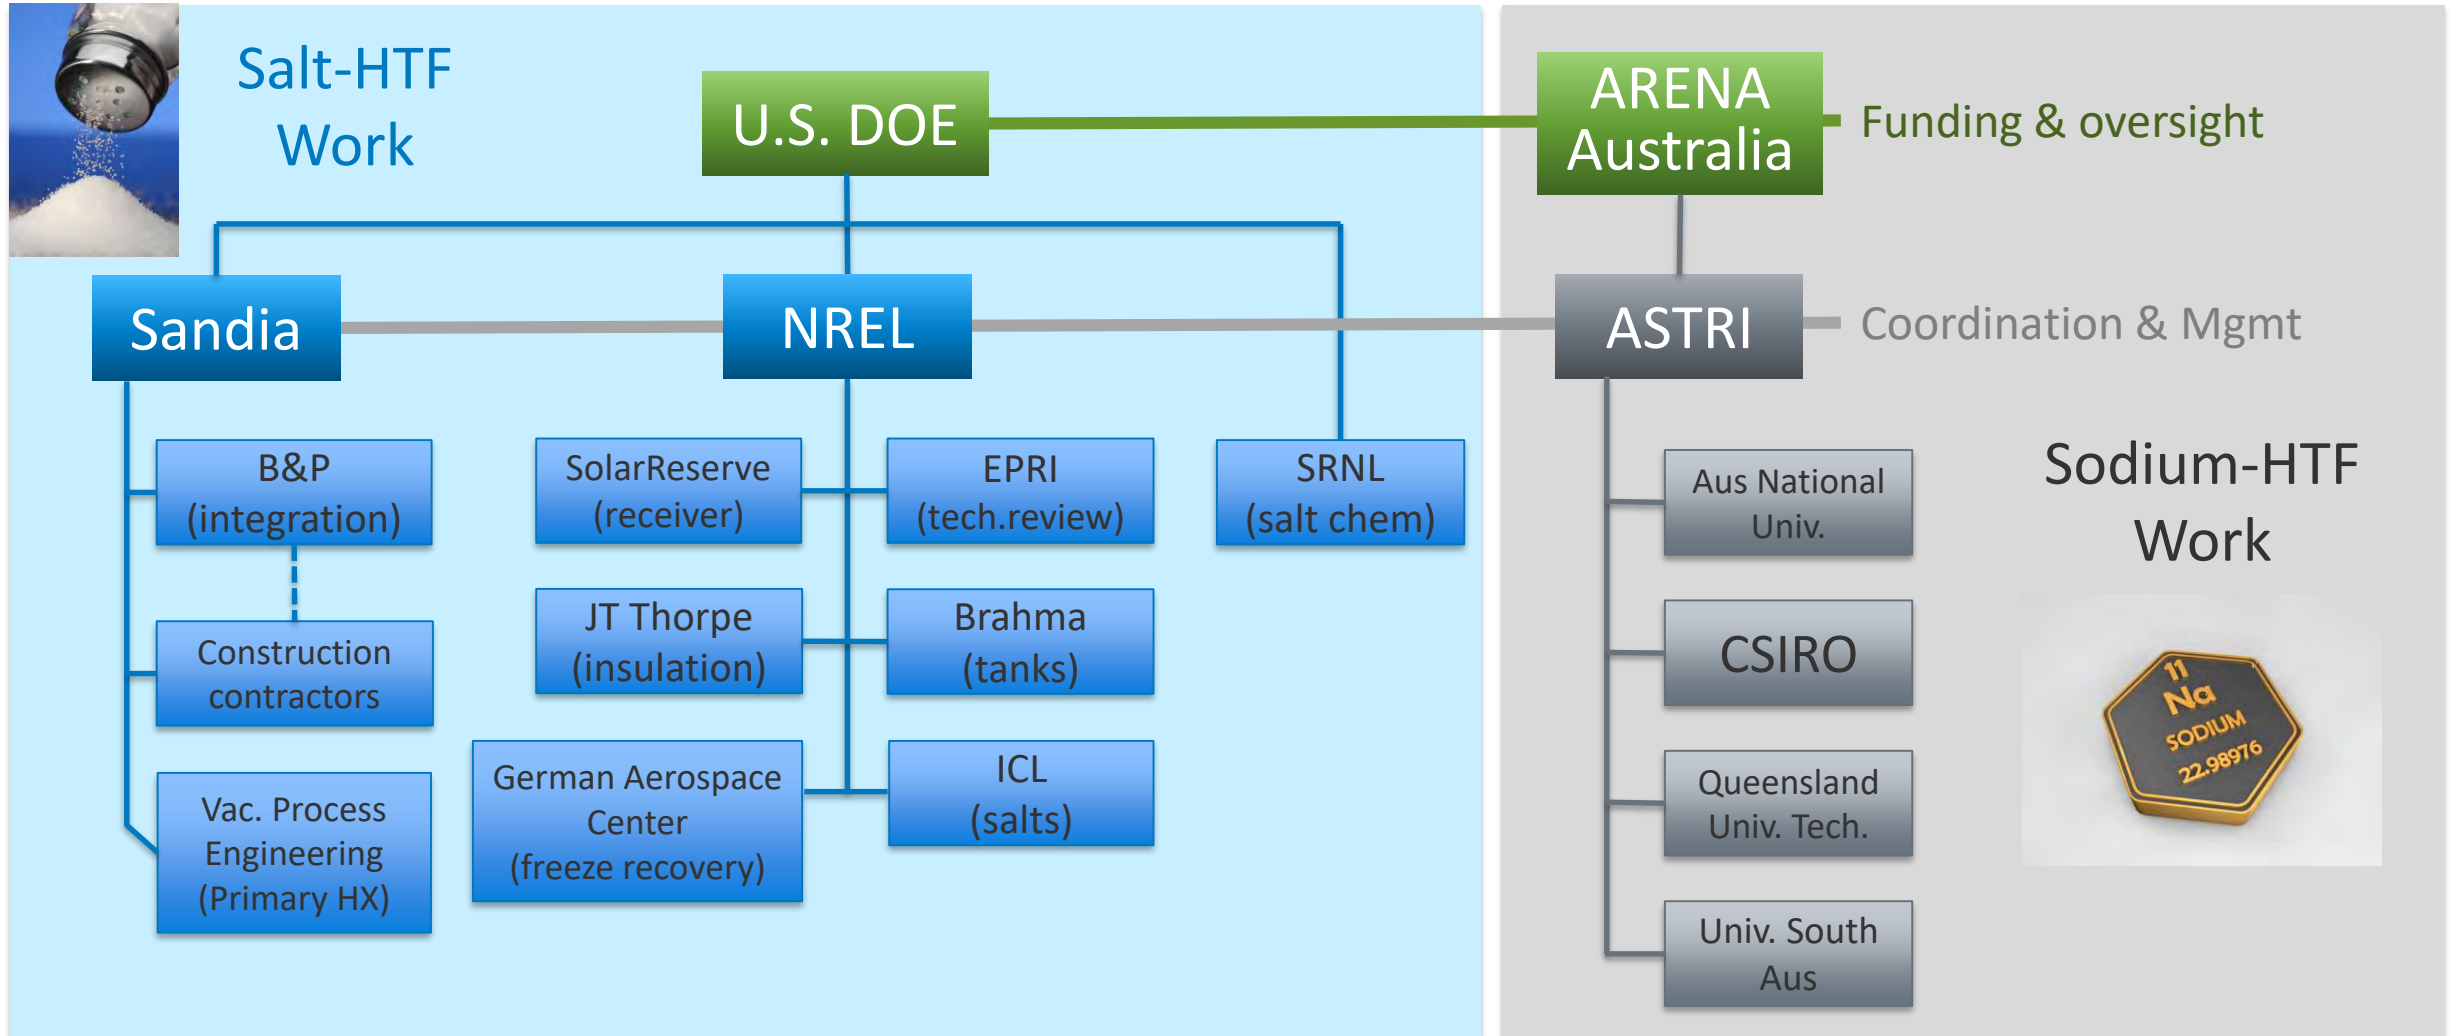 Salt-HTF
Work
U.S. DOE
ARENA
Australia
Funding & oversight
Sandia
NREL
ASTRI
Coordination & Mgmt
B&P
(integration)
Construction
contractors
Vac. Process
Engineering
(Primary HX)
SolarReserve
(receiver)
EPRI
(tech.review)
JT Thorpe
(insulation)
Brahma
(tanks)
German Aerospace
Center
(freeze recovery)
ICL
(salts)
SRNL
(salt chem)
Aus National
Univ.
CSIRO
Queensland
Univ. Tech.
Univ. South
Aus
Sodium-HTF
Work
11
Na
SODIUM
22.98976